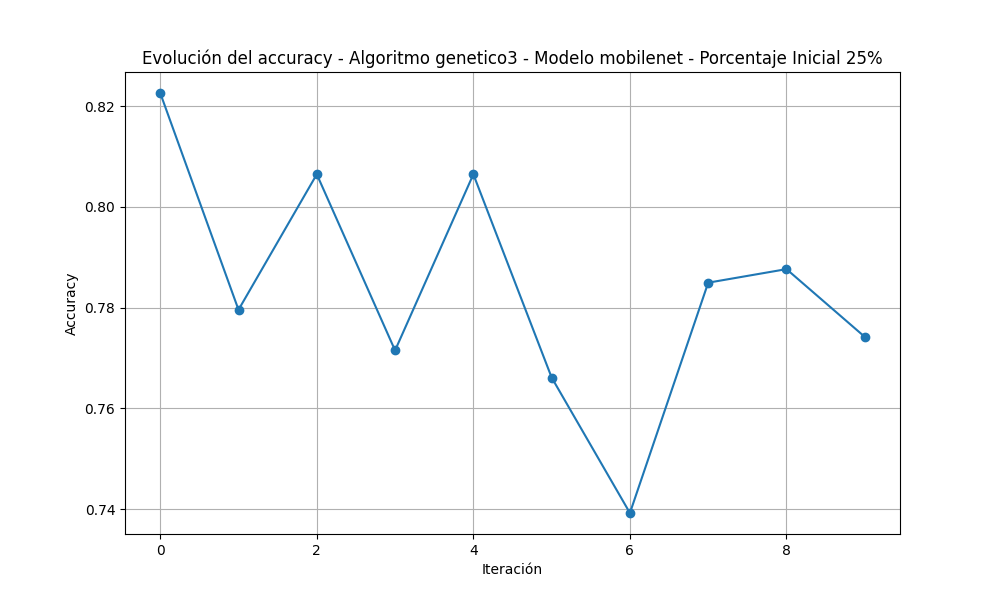 Evolución del accuracy - Algoritmo genetico3 - Modelo mobilenet - Porcentaje Inicial 25%
0.82
0.80
0.78
0.76
0.74
Accuracy
0 2 4 6 8
Iteración